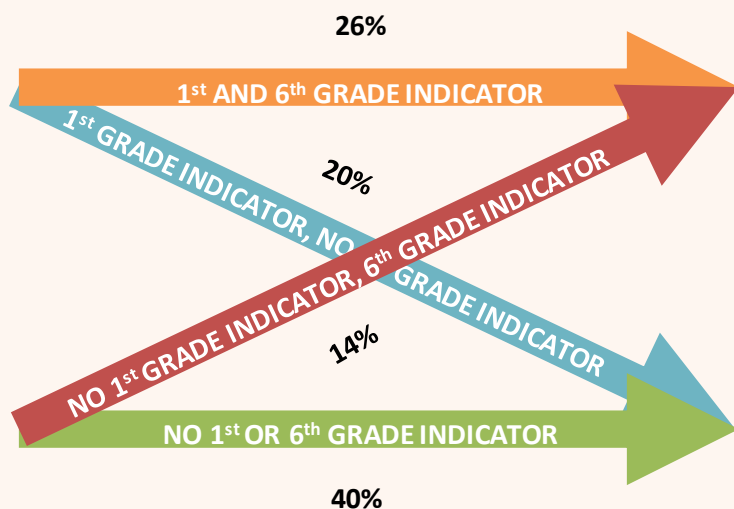 26%
1st AND 6th GRADE INDICATOR
1st GRADE INDICATOR, NO GRADE INDICATOR
20%
NO 1st GRADE INDICATOR, 6th GRADE INDICATOR
14%
NO 1st OR 6th GRADE INDICATOR
40%